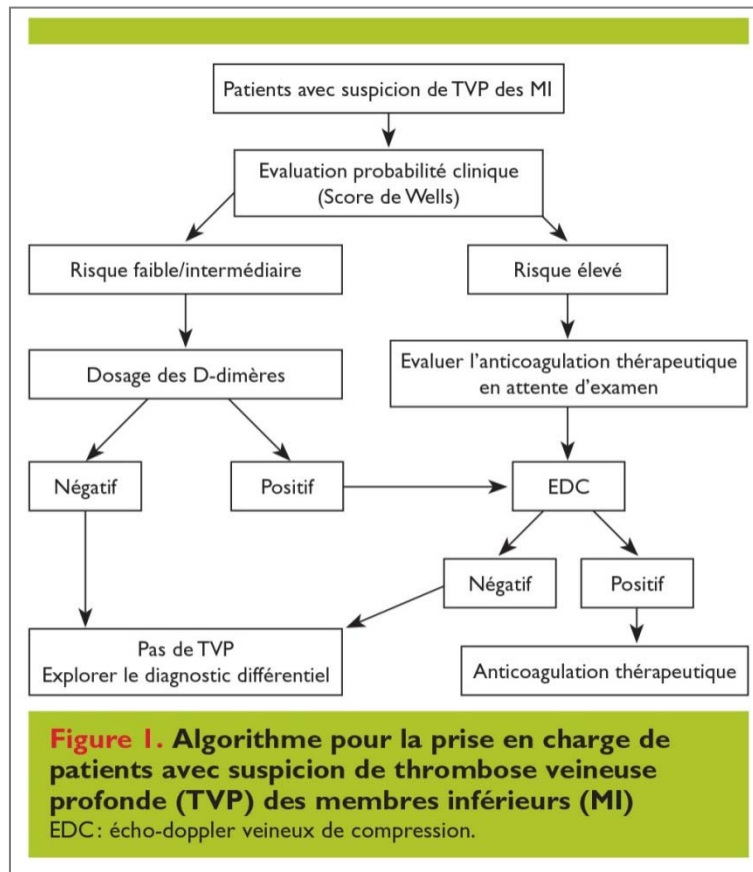 Patients avec suspicion de TVP des MI
Evaluation probabilité clinique
(Score de Wells)
Risque faible/intermédiaire
Risque élevé
Dosage des D-dimères
Evaluer l'anticoagulation thérapeutique
en attente d'examen
Négatif
Positif
EDC
Négatif
Positif
Pas de TVP
Explorer le diagnostic différentiel
Anticoagulation thérapeutique
Figure 1. Algorithme pour la prise en charge de
patients avec suspicion de thrombose veineuse
profonde (TVP) des membres inférieurs (MI)
EDC: écho-doppler veineux de compression.